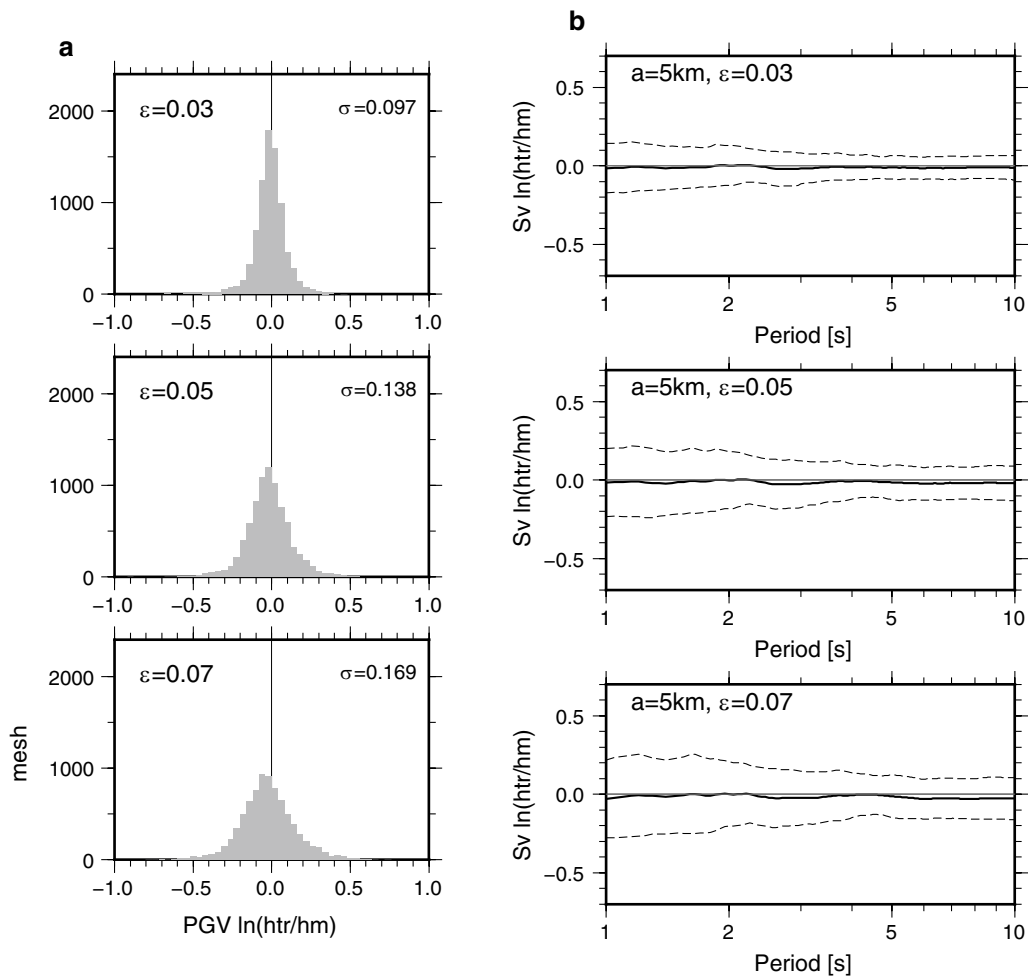 a
2000
1000
0
ε=0.03
σ=0.097
−1.0 −0.5 0.0 0.5 1.0
2000
1000
0
ε=0.05
σ=0.138
−1.0 −0.5 0.0 0.5 1.0
mesh
2000
1000
0
ε=0.07
σ=0.169
−1.0 −0.5 0.0 0.5 1.0
PGV ln(htr/hm)
b
Sv ln(htr/hm)
0.5
0.0
−0.5
a=5km, ε=0.03
1 2 5 10
Period [s]
Sv ln(htr/hm)
0.5
0.0
−0.5
a=5km, ε=0.05
1 2 5 10
Period [s]
Sv ln(htr/hm)
0.5
0.0
−0.5
a=5km, ε=0.07
1 2 5 10
Period [s]